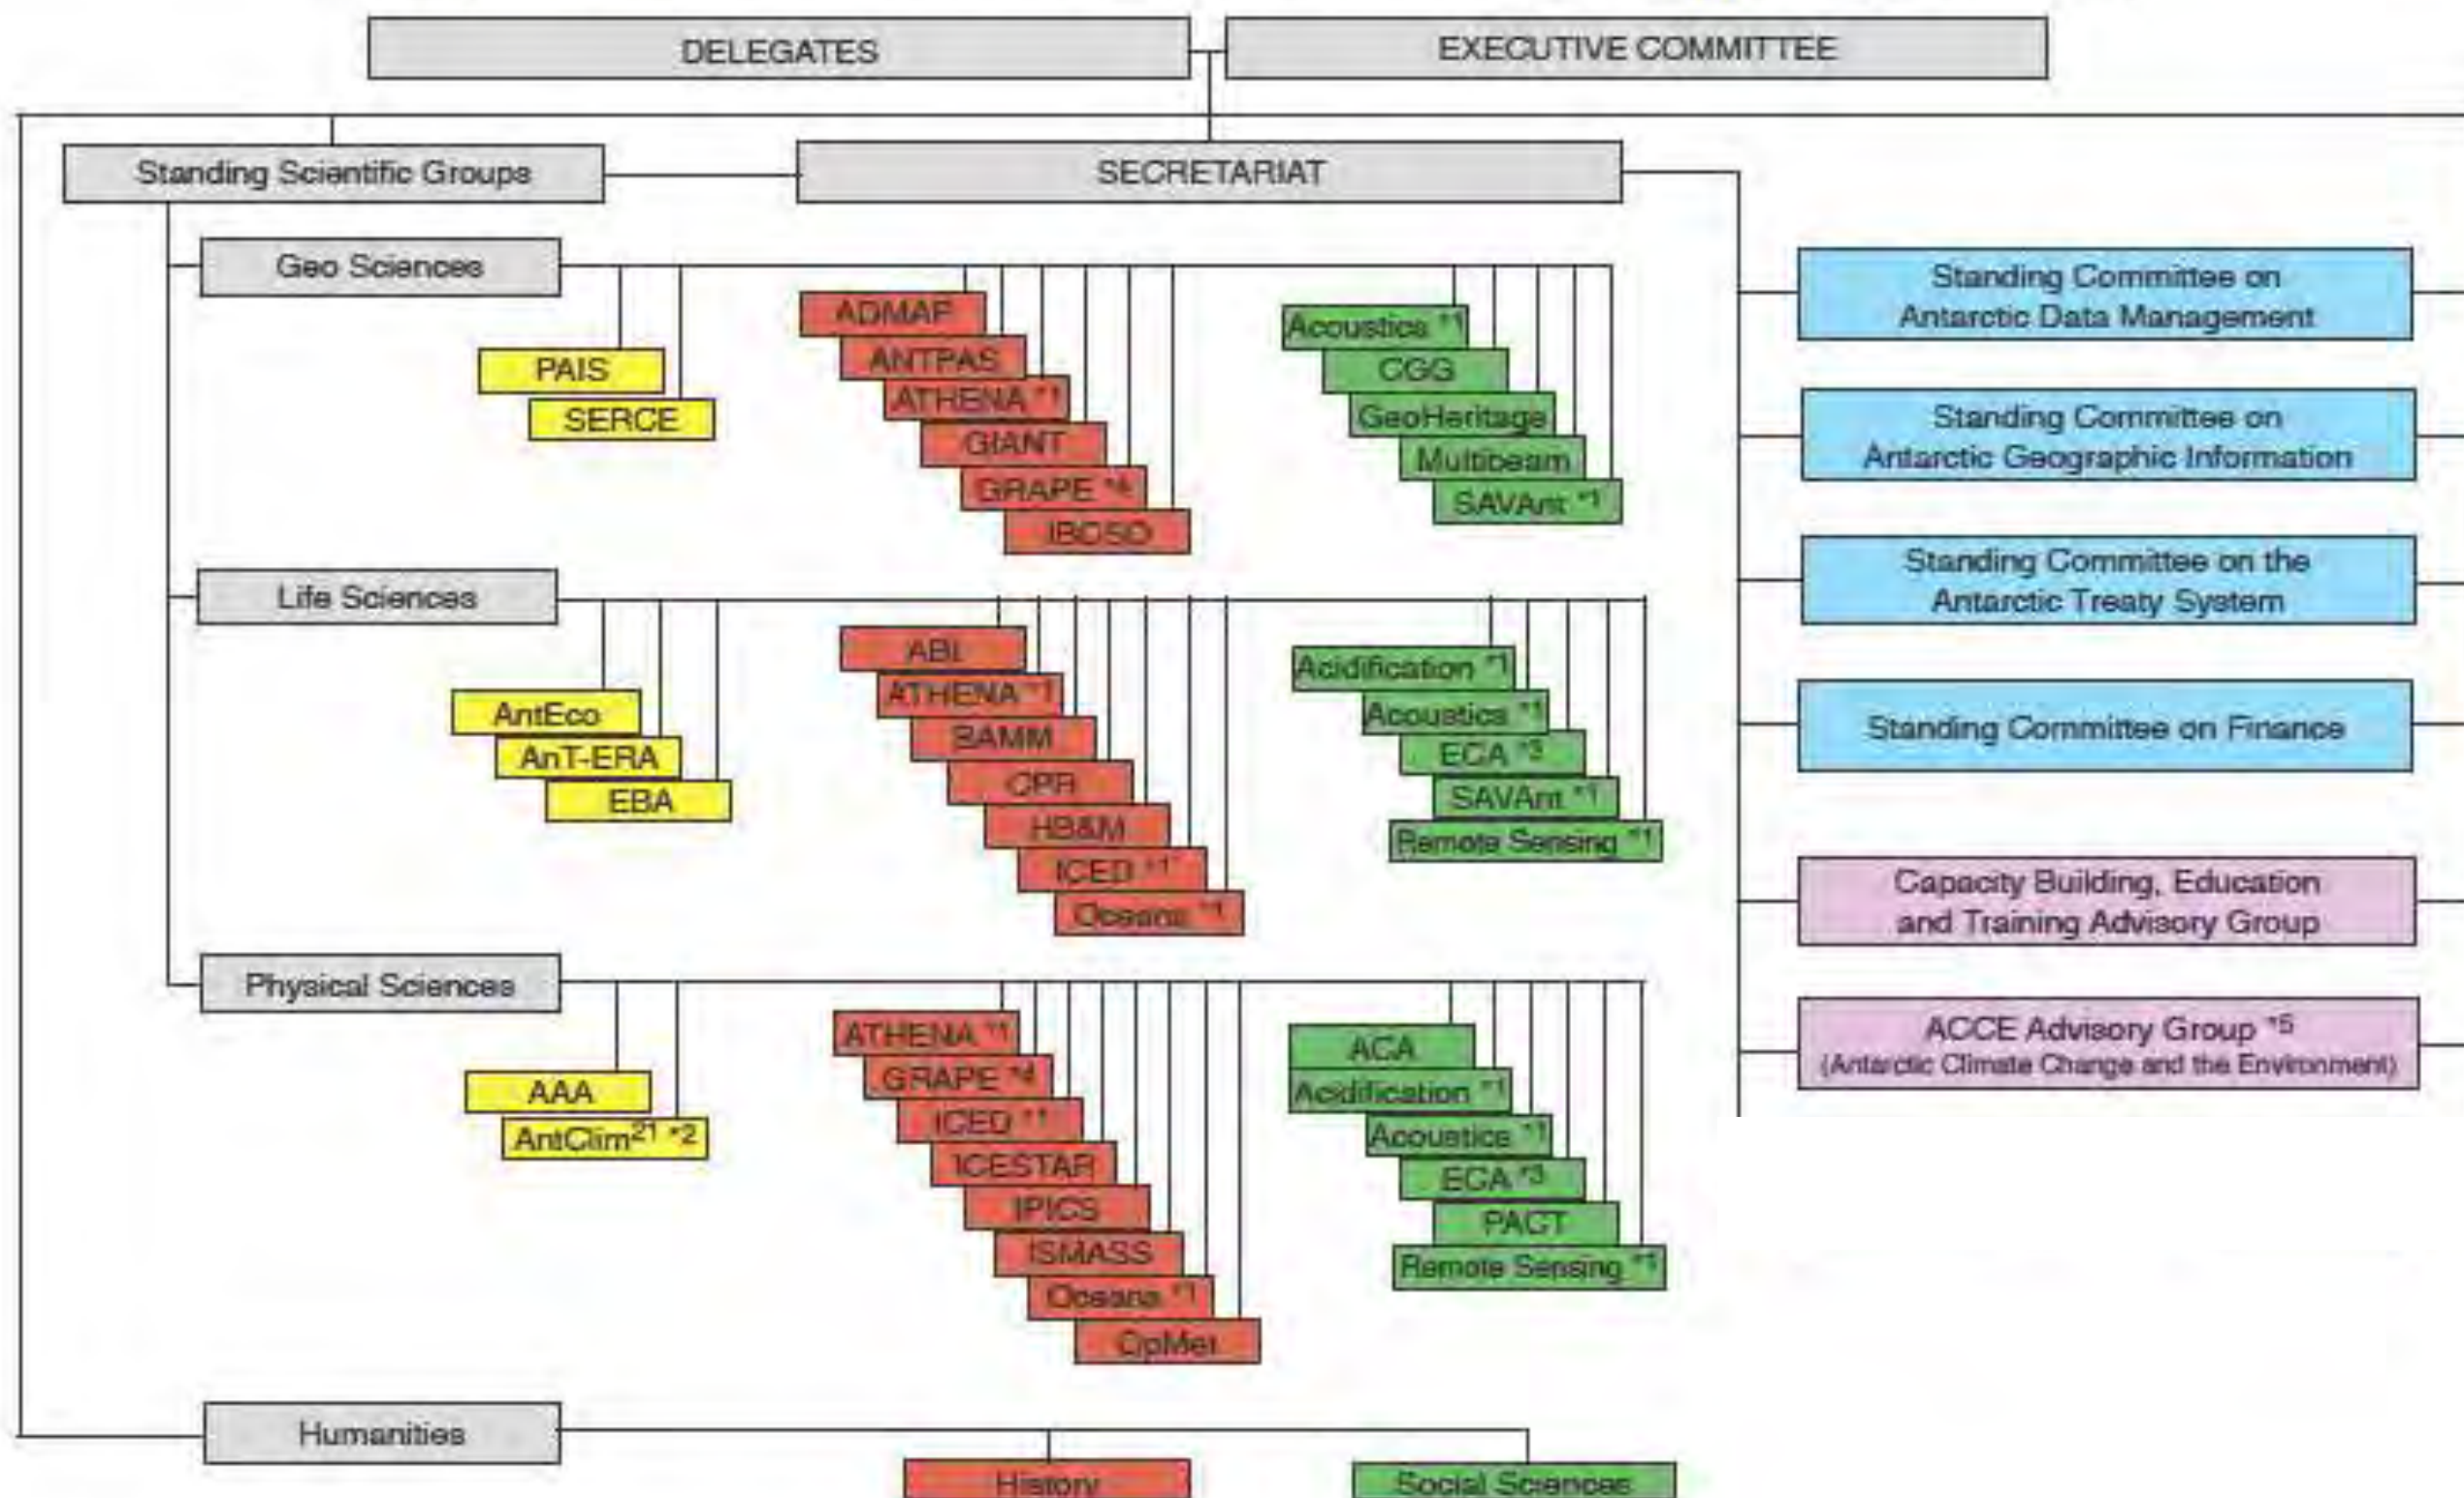 DELEGATES
EXECUTIVE COMMITTEE
Standing Scientific Groups
SECRETARIAT
Geo Sciences
PAIS
SERCE
ADMAP
ANTPAS
ATHENA *1
GIANT
GRAPE *4
IBCSO
Acoustics *1
CGG
GeoHeritage
Multibeam
SAVAnt *1
Life Sciences
AntEco
AnT-ERA
EBA
ABL
ATHENA *1
BAMM
CPR
HB&M
ICED *1
Oceans *1
Acidification *1
Acoustics *1
ECA *3
SAVAnt *1
Remote Sensing *1
Physical Sciences
AAA
AntClim21 *2
ATHENA *1
GRAPE *4
ICED *1
ICESTAR
IPICS
ISMASS
Oceans *1
OpMet
ACA
Acidification *1
Acoustics *1
ECA *3
PACT
Remote Sensing *1
Humanities
History
Social Sciences
Standing Committee on
Antarctic Data Management
Standing Committee on
Antarctic Geographic Information
Standing Committee on the
Antarctic Treaty System
Standing Committee on Finance
Capacity Building, Education
and Training Advisory Group
ACCE Advisory Group *5
(Antarctic Climate Change and the Environment)